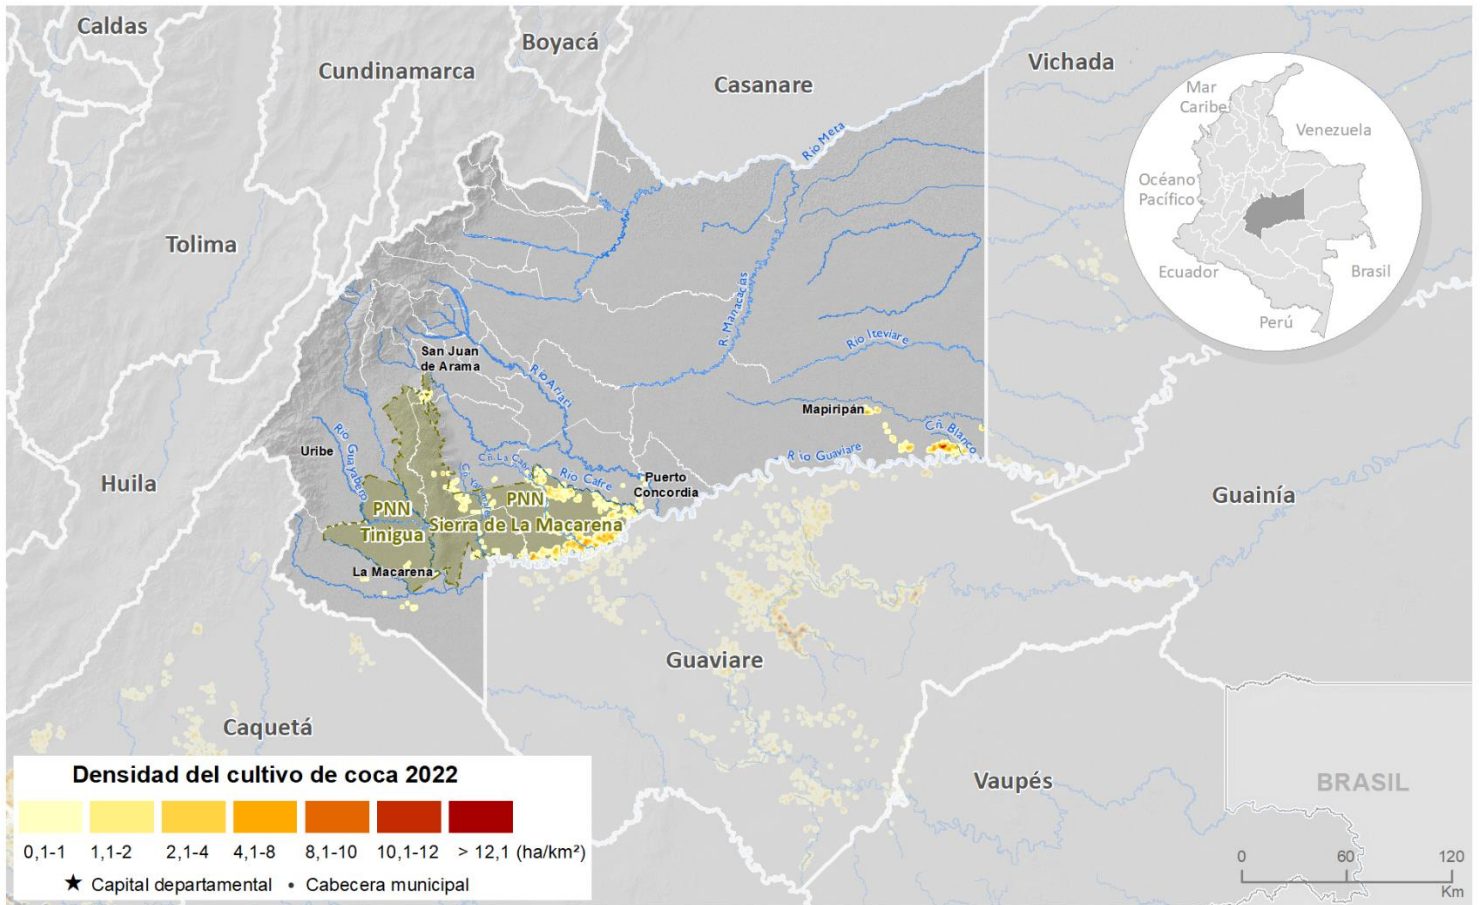 Caldas
Boyacá
Cundinamarca
Casanare
Vichada
Mar
Caribe
Venezuela
Océano
Pacífico
Ecuador
Brasil
Perú
Río Meta
Tolima
R. Manacacías
Río Iteviare
San Juan
de Arama
Río Ariari
Mapiripán
Cñ. Blanco
Uribe
Río Guayabero
Río Guaviare
Huila
Río Cafre
Puerto
Concordia
Guainía
PNN
Tinigua
PNN
Sierra de La Macarena
La Macarena
Guaviare
Caquetá
Vaupés
BRASIL
Densidad del cultivo de coca 2022
0,1-1 1,1-2 2,1-4 4,1-8 8,1-10 10,1-12 > 12,1 (ha/km²)
★ Capital departamental • Cabecera municipal
0 60 120
Km